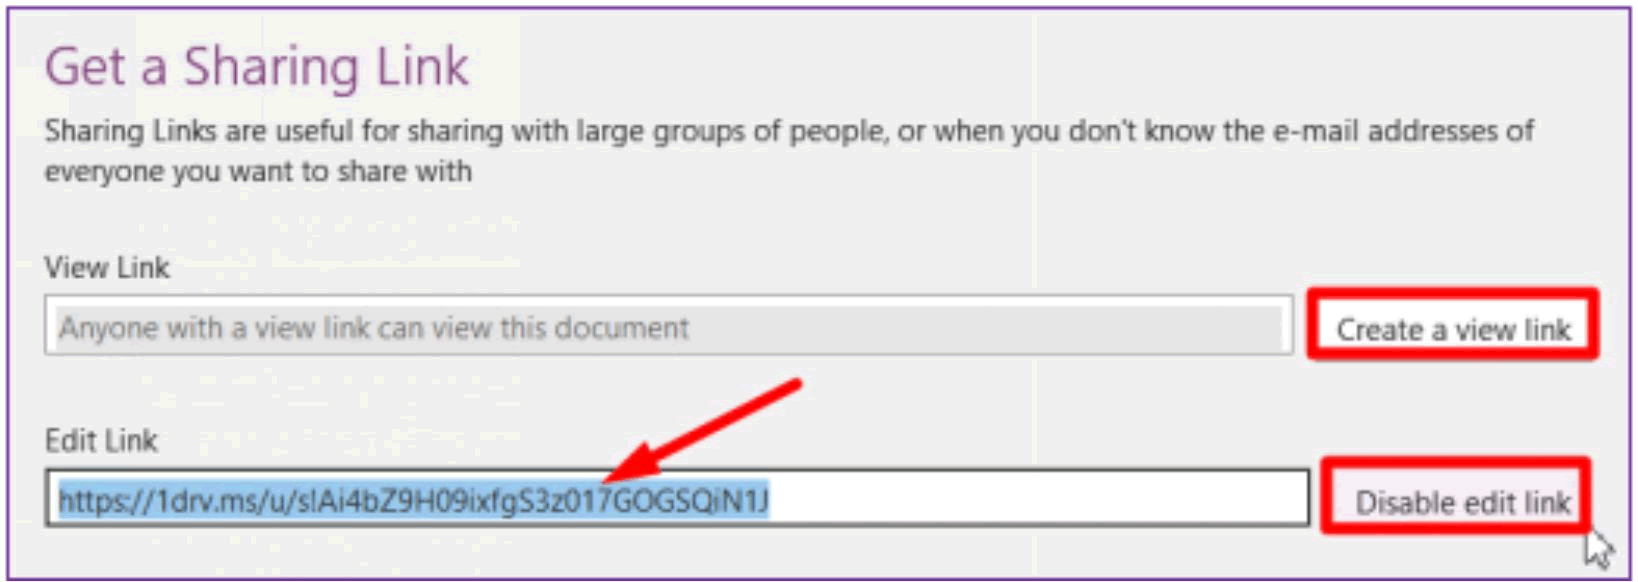 Get a Sharing Link
Sharing Links are useful for sharing with large groups of people, or when you don't know the e-mail addresses of
everyone you want to share with
View Link
Anyone with a view link can view this document
Create a view link
Edit Link
https://1drv.ms/u/s!Ai4bZ9H09ixfgS3z017GOGSQiN1J
Disable edit link